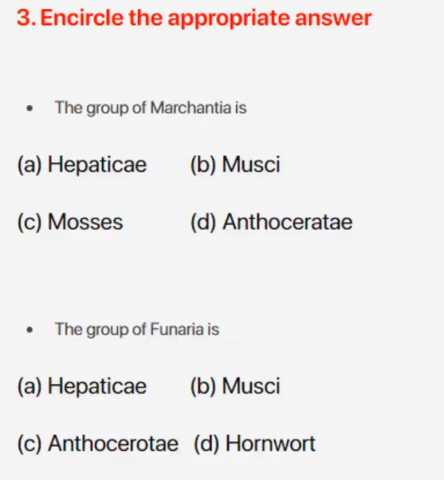 3. Encircle the appropriate answer
• The group of Marchantia is
(a) Hepaticae (b) Musci
(c) Mosses (d) Anthoceratae
• The group of Funaria is
(a) Hepaticae (b) Musci
(c) Anthocerotae (d) Hornwort